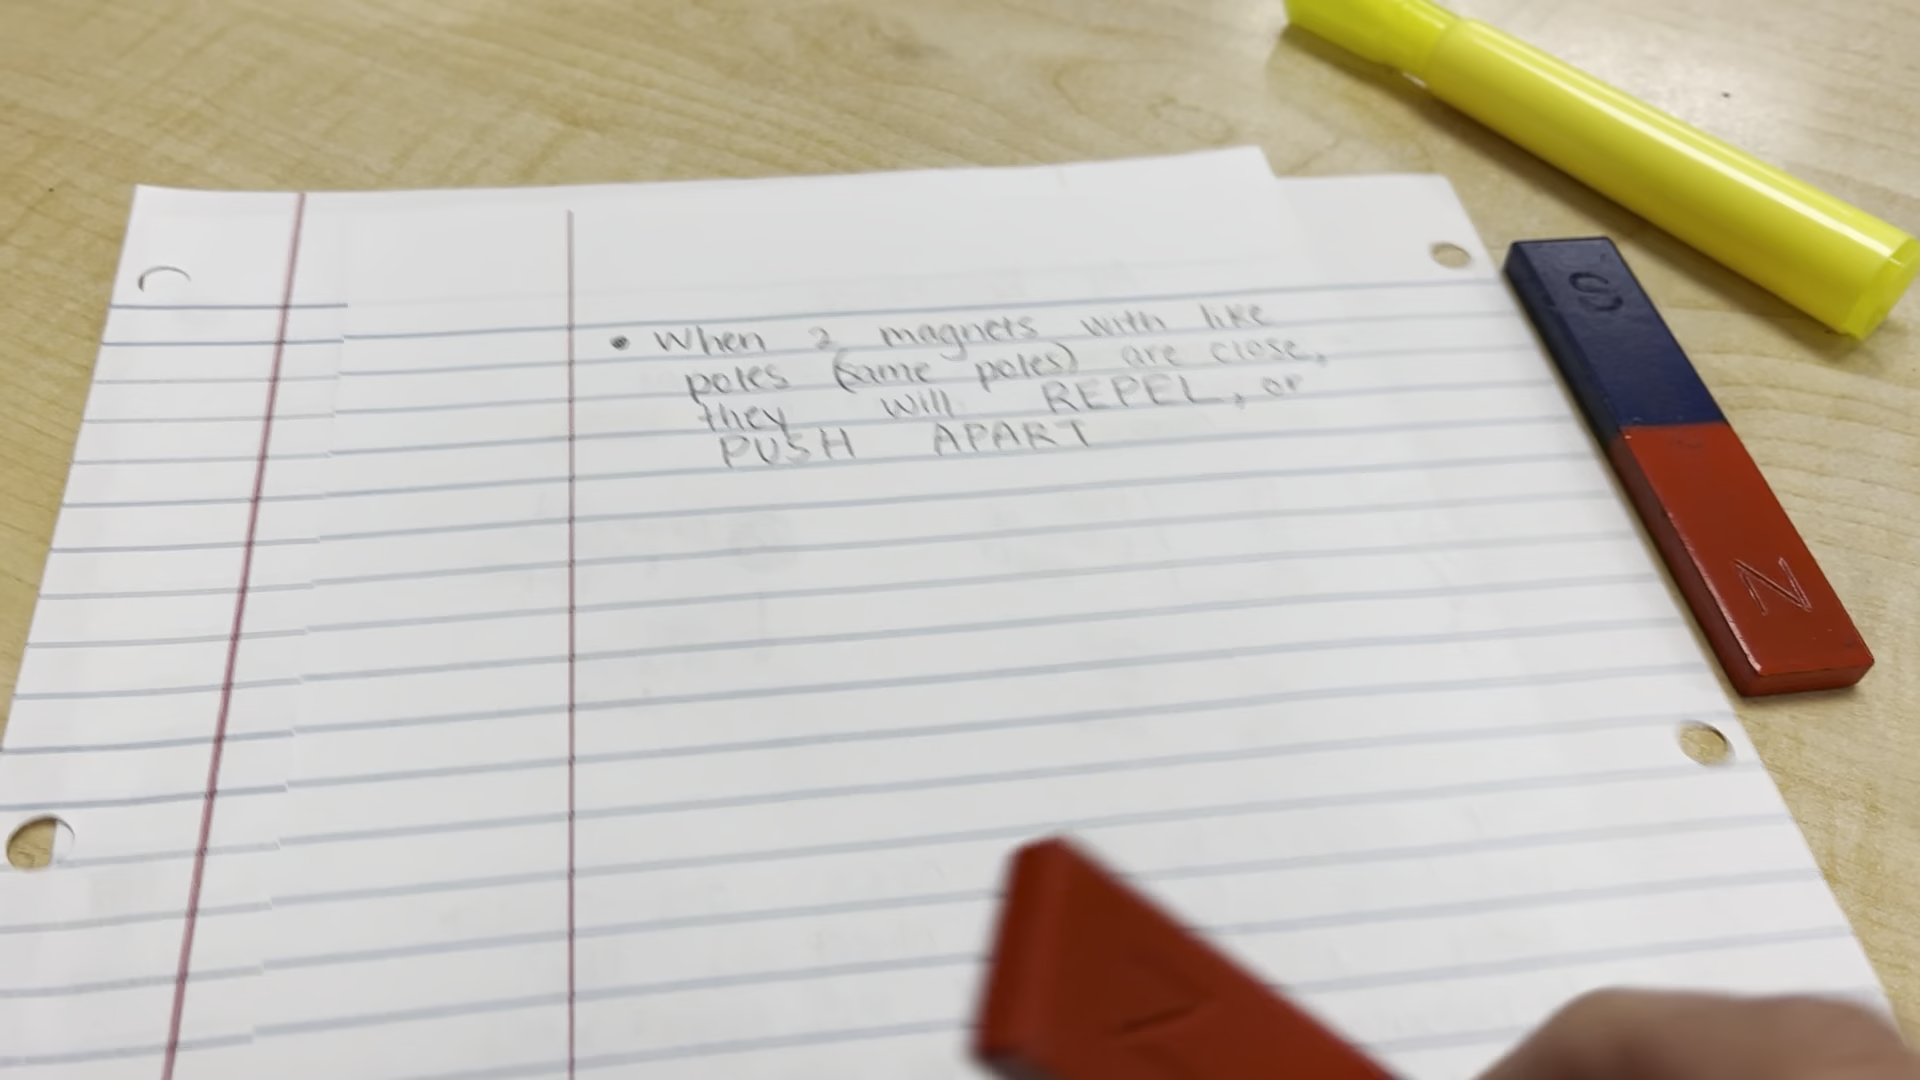 • When 2 magnets with like
poles (same poles) are close,
they will REPEL, or
PUSH APART
S
N